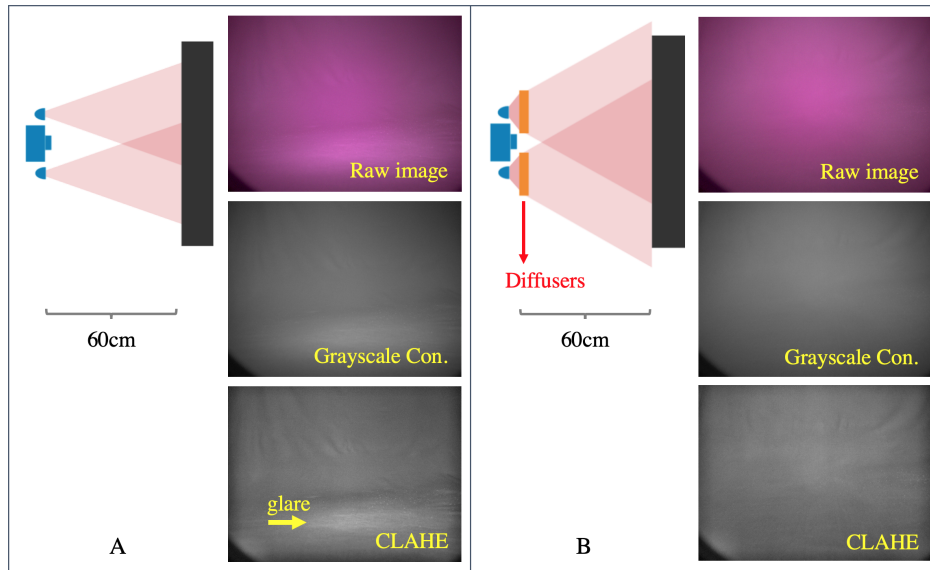 Raw image
Grayscale Con.
60cm
glare
CLAHE
A
Raw image
Diffusers
Grayscale Con.
60cm
CLAHE
B